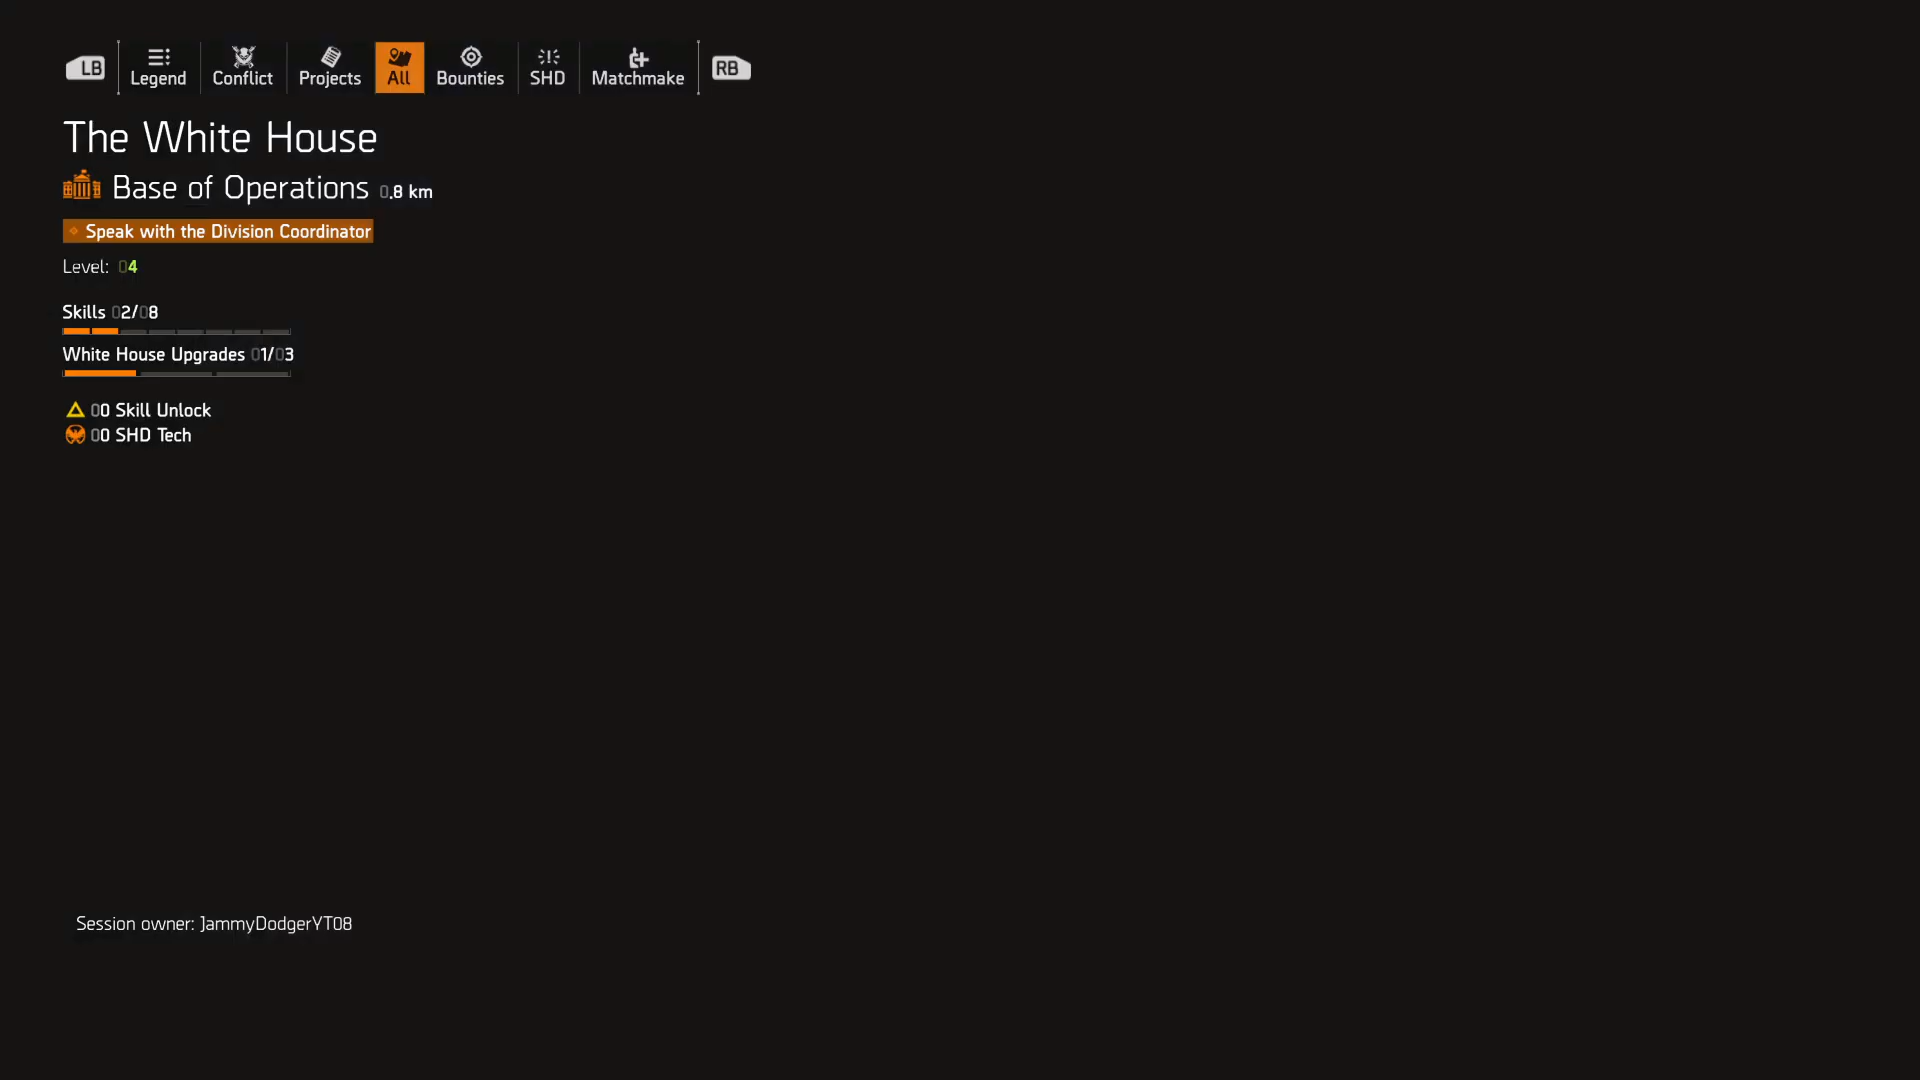 LB Legend Conflict Projects All Bounties SHD Matchmake RB
The White House
Base of Operations 0.8 km
Speak with the Division Coordinator
Level: 04
Skills 02/08
White House Upgrades 01/03
00 Skill Unlock
00 SHD Tech
Session owner: JammyDodgerYT08